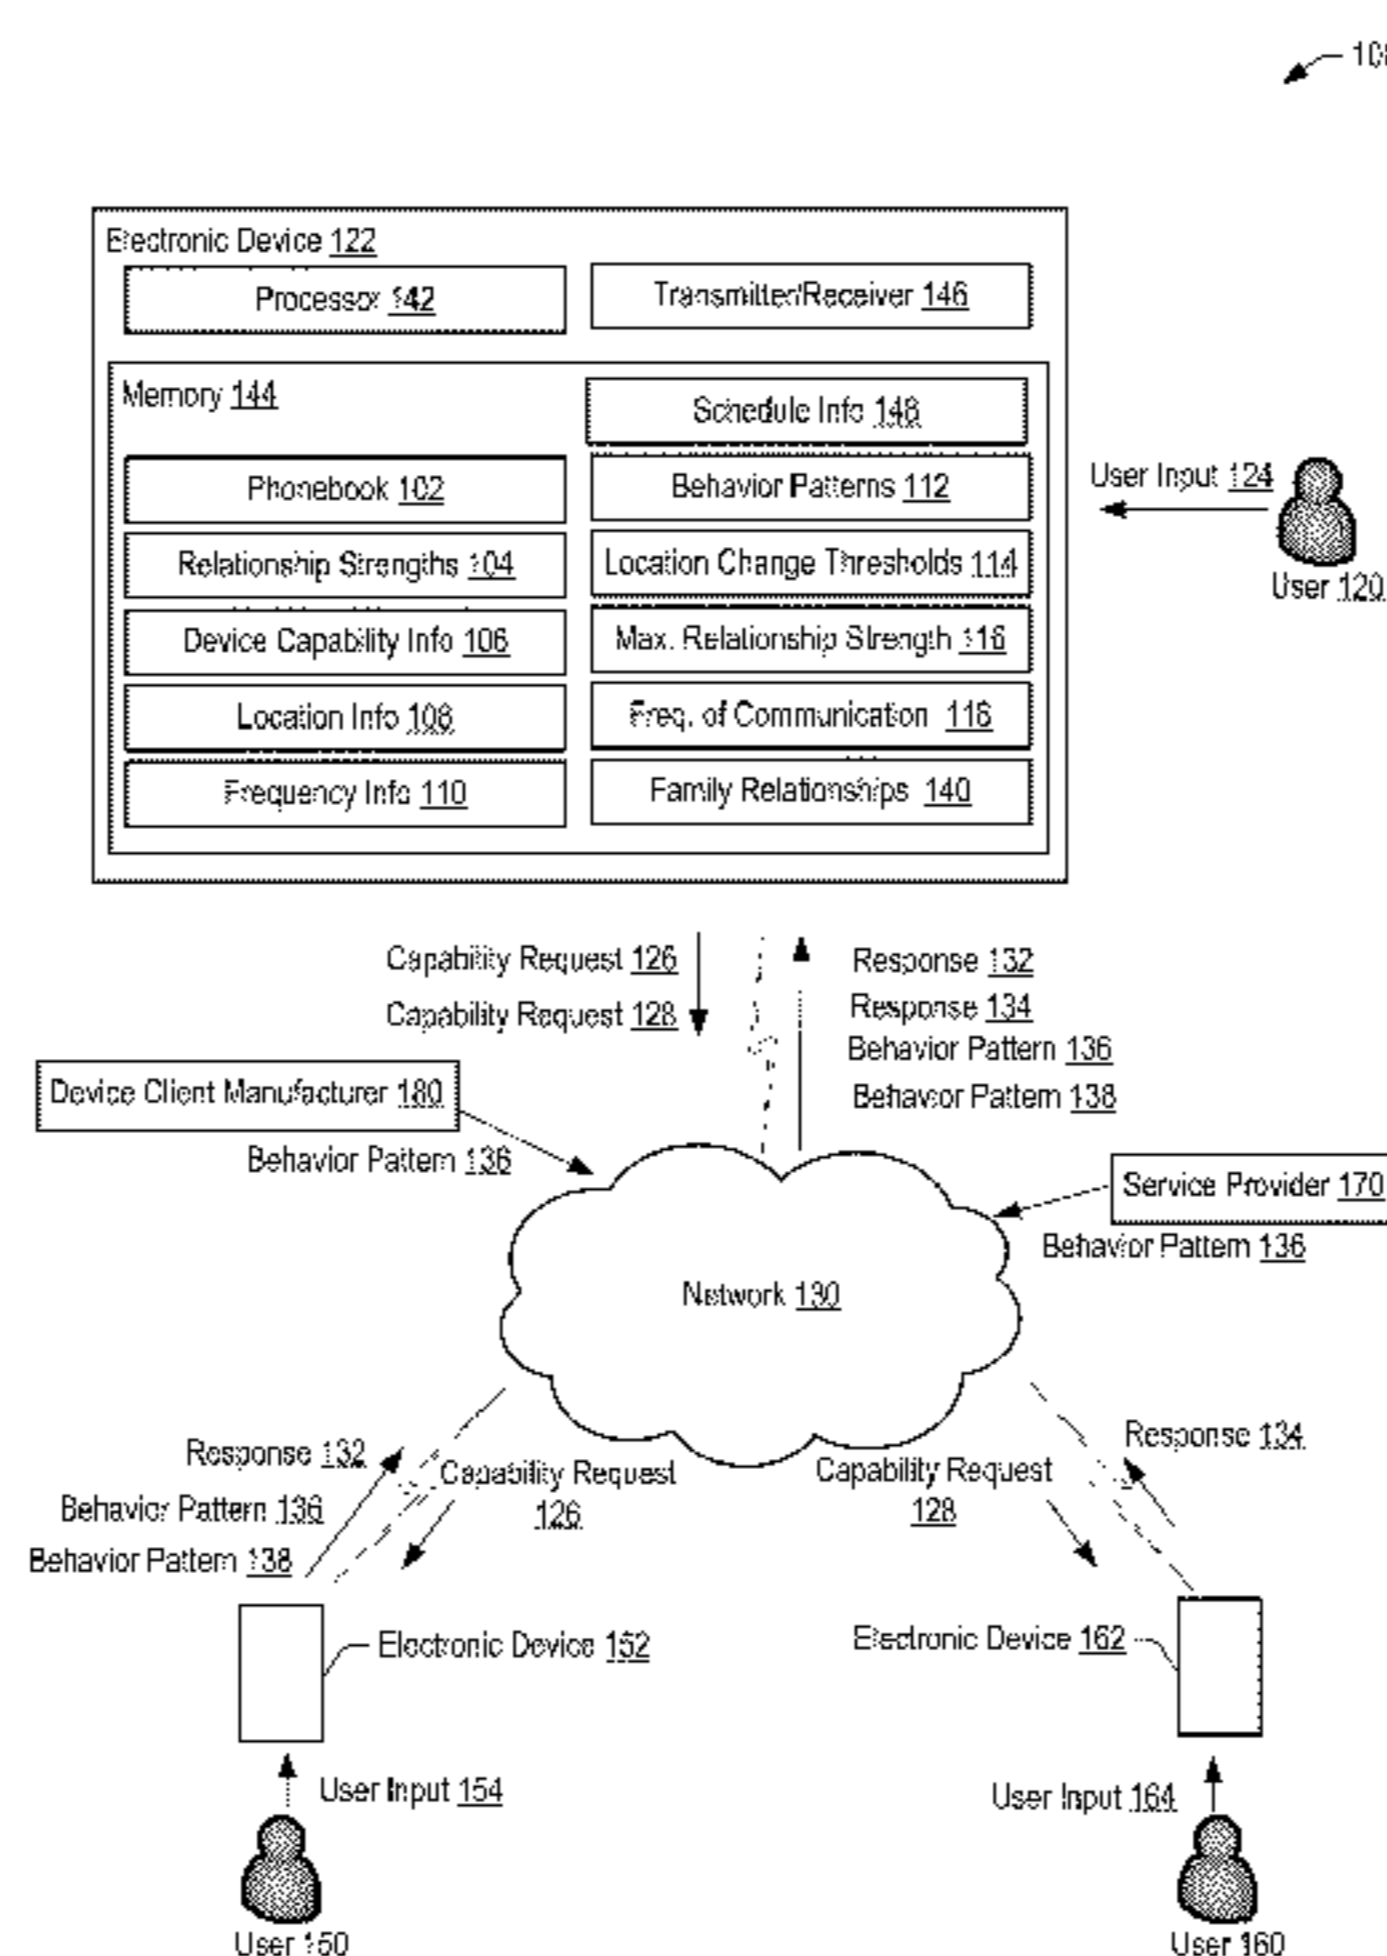 Electronic Device 122
Processor 142
Transmitter/Receiver 146
Memory 144
Schedule Info 148
Phonebook 102
Behavior Patterns 112
User Input 124
Relationship Strengths 104
Location Change Thresholds 114
User 120
Device Capability Info 106
Max. Relationship Strength 116
Location Info 108
Freq. of Communication
Frequency Info 110
Family Relationships 140
Capability Request 126
Response 132
Capability Request 128
Response 134
Behavior Pattern 136
Device Client Manufacturer 180
Behavior Pattern 138
Behavior Pattern 136
Service Provider 170
Behavior Pattern 136
Network 130
Response 132
Capability Request
126
Capability Request
128
Response 134
Behavior Pattern 136
Behavior Pattern 138
Electronic Device 152
Electronic Device 162
User Input 154
User Input 164
User 150
User 160